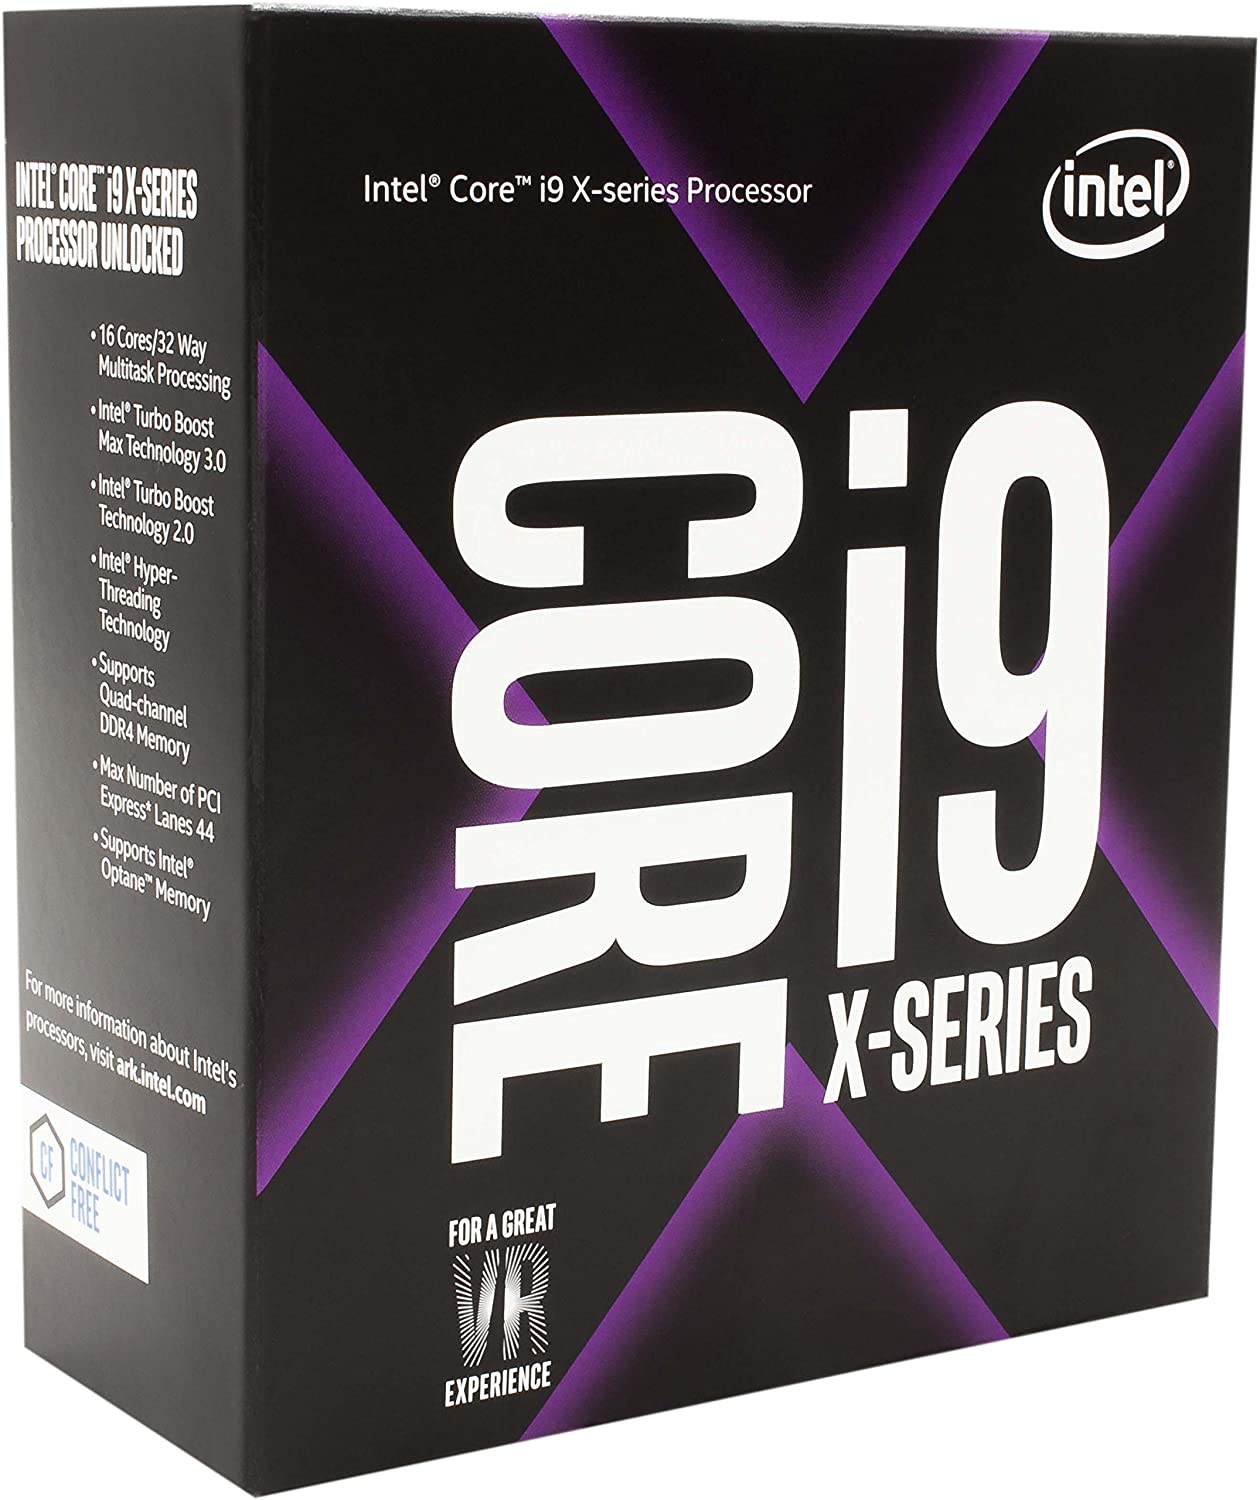 INTEL® CORE™ i9 X-SERIES
PROCESSOR UNLOCKED
• 16 Cores/32 Way
Multitask Processing
• Intel® Turbo Boost
Max Technology 3.0
• Intel® Turbo Boost
Technology 2.0
• Intel® Hyper-
Threading
Technology
• Supports
Quad-channel
DDR4 Memory
• Max Number of PCI
Express* Lanes 44
• Supports Intel®
Optane™ Memory
For more information about Intel's
processors, visit ark.intel.com
CF
CONFLICT
FREE
Intel® Core™ i9 X-series Processor
intel®
CORE
i9
X-SERIES
FOR A GREAT
VR
EXPERIENCE